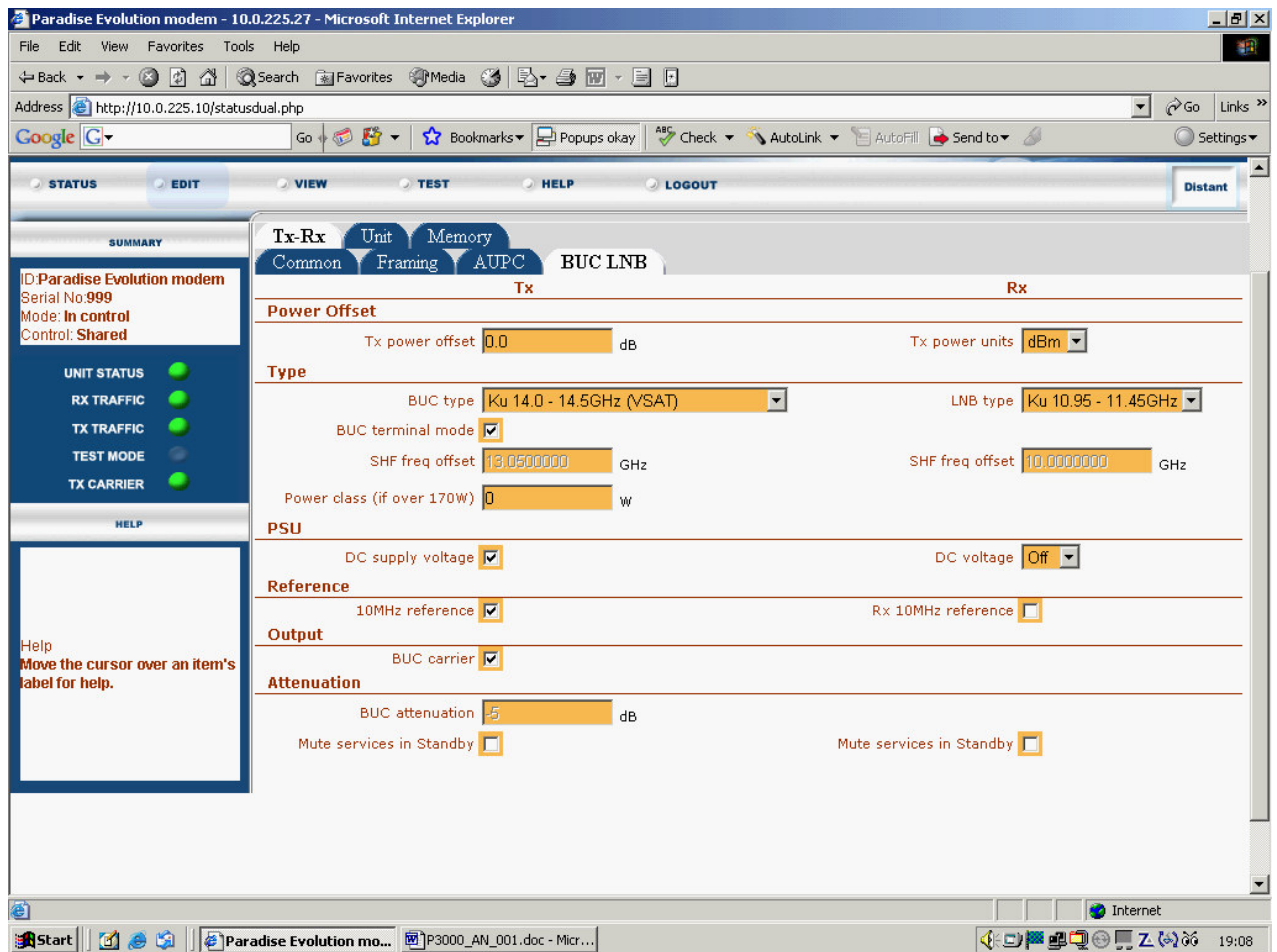 Paradise Evolution modem - 10.0.225.27 - Microsoft Internet Explorer
File Edit View Favorites Tools Help
Back Search Favorites Media
Address http://10.0.225.10/statusdual.php Go Links »
Google G Go Bookmarks Popups okay ABC Check AutoLink AutoFill Send to Settings
STATUS EDIT VIEW TEST HELP LOGOUT Distant
SUMMARY
ID:Paradise Evolution modem
Serial No:999
Mode: In control
Control: Shared
UNIT STATUS
RX TRAFFIC
TX TRAFFIC
TEST MODE
TX CARRIER
HELP
Help
Move the cursor over an item's
label for help.
Tx-Rx Unit Memory
Common Framing AUPC BUC LNB
Tx Rx
Power Offset
Tx power offset 0.0 dB Tx power units dBm
Type
BUC type Ku 14.0 - 14.5GHz (VSAT) LNB type Ku 10.95 - 11.45GHz
BUC terminal mode
SHF freq offset 13.0500000 GHz SHF freq offset 10.0000000 GHz
Power class (if over 170W) 0 W
PSU
DC supply voltage DC voltage Off
Reference
10MHz reference Rx 10MHz reference
Output
BUC carrier
Attenuation
BUC attenuation -5 dB
Mute services in Standby Mute services in Standby
Internet
Start Paradise Evolution mo... P3000_AN_001.doc - Micr... 19:08